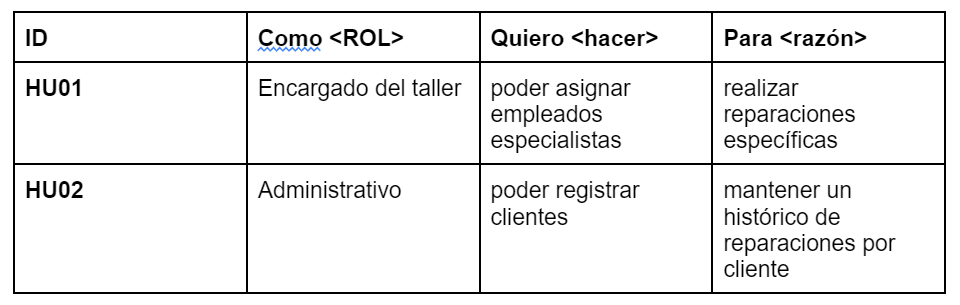 ID Como <ROL> Quiero <hacer> Para <razón>
HU01 Encargado del taller poder asignar empleados especialistas realizar reparaciones específicas
HU02 Administrativo poder registrar clientes mantener un histórico de reparaciones por cliente